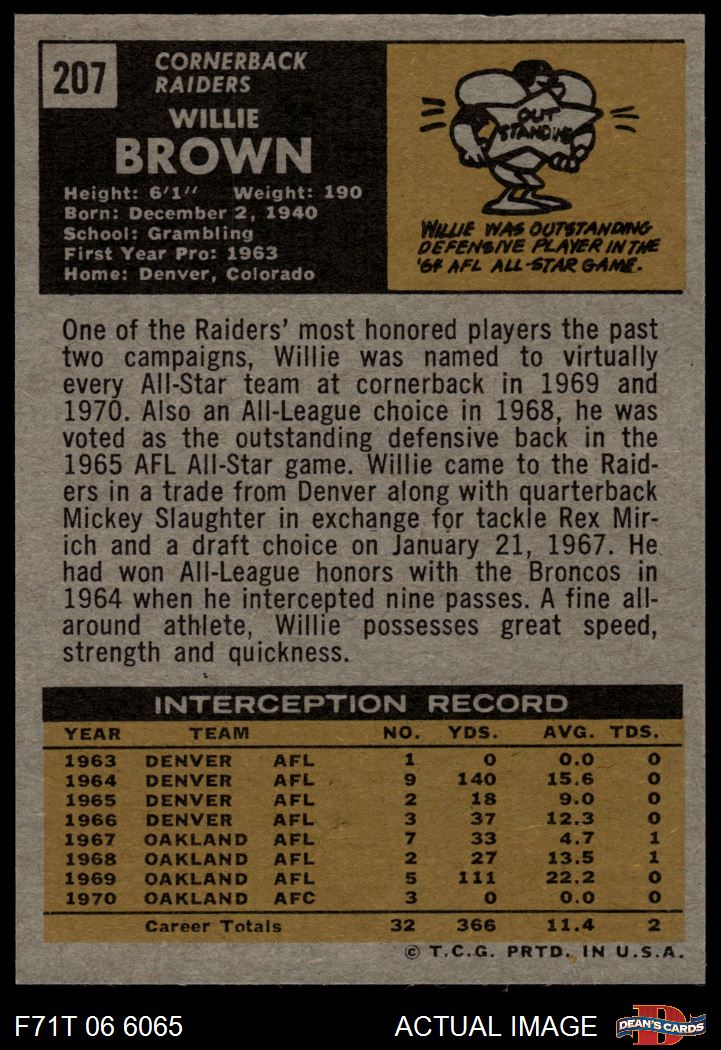 207
CORNERBACK
RAIDERS
WILLIE
BROWN
Height: 6'1" Weight: 190
Born: December 2, 1940
School: Grambling
First Year Pro: 1963
Home: Denver, Colorado
OUT
STANDING
WILLIE WAS OUTSTANDING
DEFENSIVE PLAYER IN THE
'64 AFL ALL-STAR GAME.
One of the Raiders' most honored players the past
two campaigns, Willie was named to virtually
every All-Star team at cornerback in 1969 and
1970. Also an All-League choice in 1968, he was
voted as the outstanding defensive back in the
1965 AFL All-Star game. Willie came to the Raid-
ers in a trade from Denver along with quarterback
Mickey Slaughter in exchange for tackle Rex Mir-
ich and a draft choice on January 21, 1967. He
had won All-League honors with the Broncos in
1964 when he intercepted nine passes. A fine all-
around athlete, Willie possesses great speed,
strength and quickness.
INTERCEPTION RECORD
YEAR TEAM NO. YDS. AVG. TDS.
1963 DENVER AFL 1 0 0.0 0
1964 DENVER AFL 9 140 15.6 0
1965 DENVER AFL 2 18 9.0 0
1966 DENVER AFL 3 37 12.3 0
1967 OAKLAND AFL 7 33 4.7 1
1968 OAKLAND AFL 2 27 13.5 1
1969 OAKLAND AFL 5 111 22.2 0
1970 OAKLAND AFC 3 0 0.0 0
Career Totals 32 366 11.4 2
© T.C.G. PRTD. IN U.S.A.
F71T 06 6065
ACTUAL IMAGE
D
DEAN'S CARDS